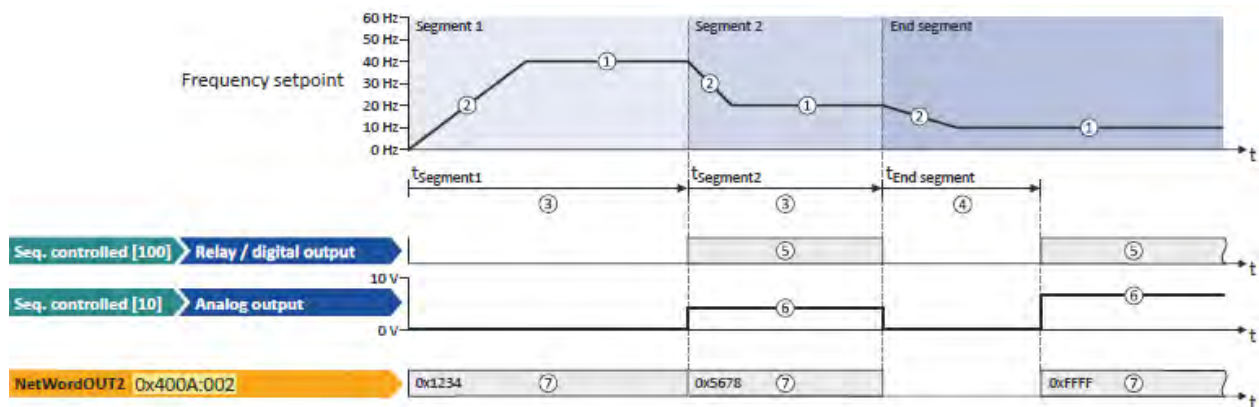 60 Hz
Segment 1
Segment 2
End segment
50 Hz
40 Hz
①
Frequency setpoint
30 Hz
②
20 Hz
②
①
②
10 Hz
①
0 Hz
t
tSegment1
tSegment2
tEnd segment
③
③
④
Seq. controlled [100]
Relay / digital output
⑤
⑤
t
10 V
Seq. controlled [10]
Analog output
⑥
⑥
0 V
t
NetWordOUT2 0x400A:002
0x1234
⑦
0x5678
⑦
0xFFFF
⑦
t